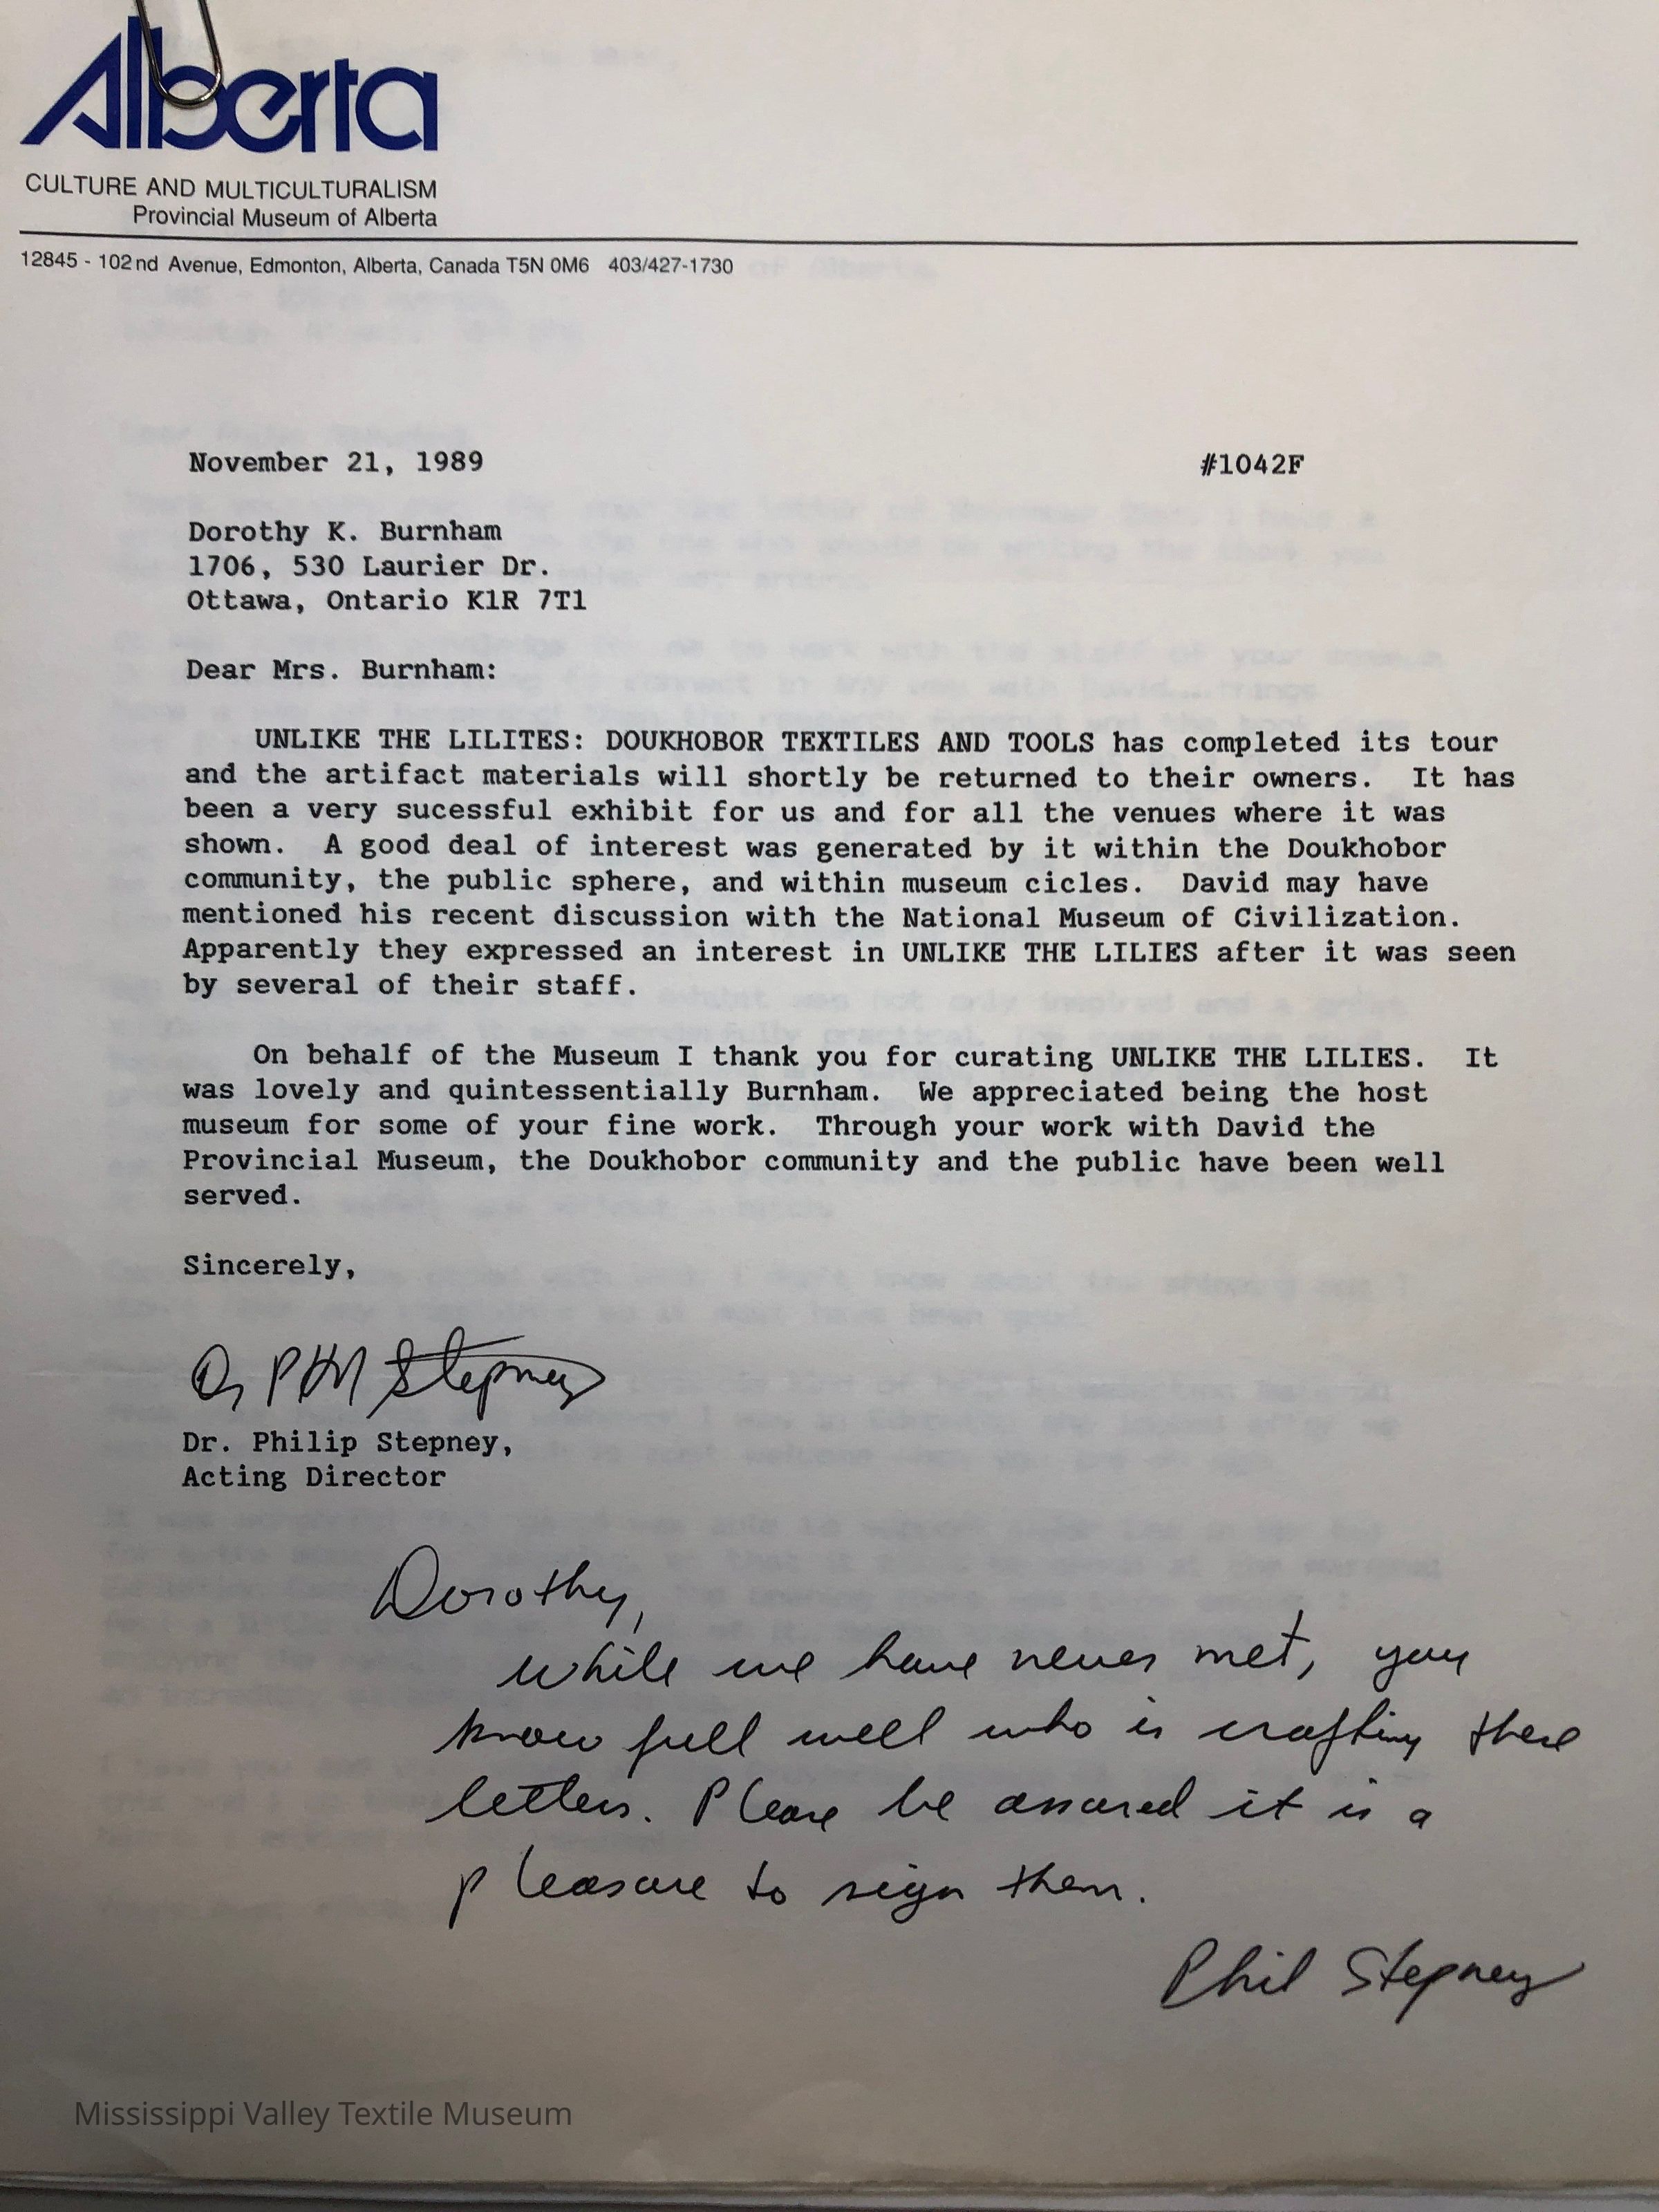 Alberta
CULTURE AND MULTICULTURALISM
Provincial Museum of Alberta
12845 - 102nd Avenue, Edmonton, Alberta, Canada T5N 0M6 403/427-1730
November 21, 1989 #1042F
Dorothy K. Burnham
1706, 530 Laurier Dr.
Ottawa, Ontario K1R 7T1
Dear Mrs. Burnham:
UNLIKE THE LILITES: DOUKHOBOR TEXTILES AND TOOLS has completed its tour
and the artifact materials will shortly be returned to their owners. It has
been a very sucessful exhibit for us and for all the venues where it was
shown. A good deal of interest was generated by it within the Doukhobor
community, the public sphere, and within museum cicles. David may have
mentioned his recent discussion with the National Museum of Civilization.
Apparently they expressed an interest in UNLIKE THE LILIES after it was seen
by several of their staff.
On behalf of the Museum I thank you for curating UNLIKE THE LILIES. It
was lovely and quintessentially Burnham. We appreciated being the host
museum for some of your fine work. Through your work with David the
Provincial Museum, the Doukhobor community and the public have been well
served.
Sincerely,
Dr PHR Stepney
Dr. Philip Stepney,
Acting Director
Dorothy,
while we have never met, you
know full well who is crafting these
letters. Please be assured it is a
pleasure to sign them.
Phil Stepney
Mississippi Valley Textile Museum